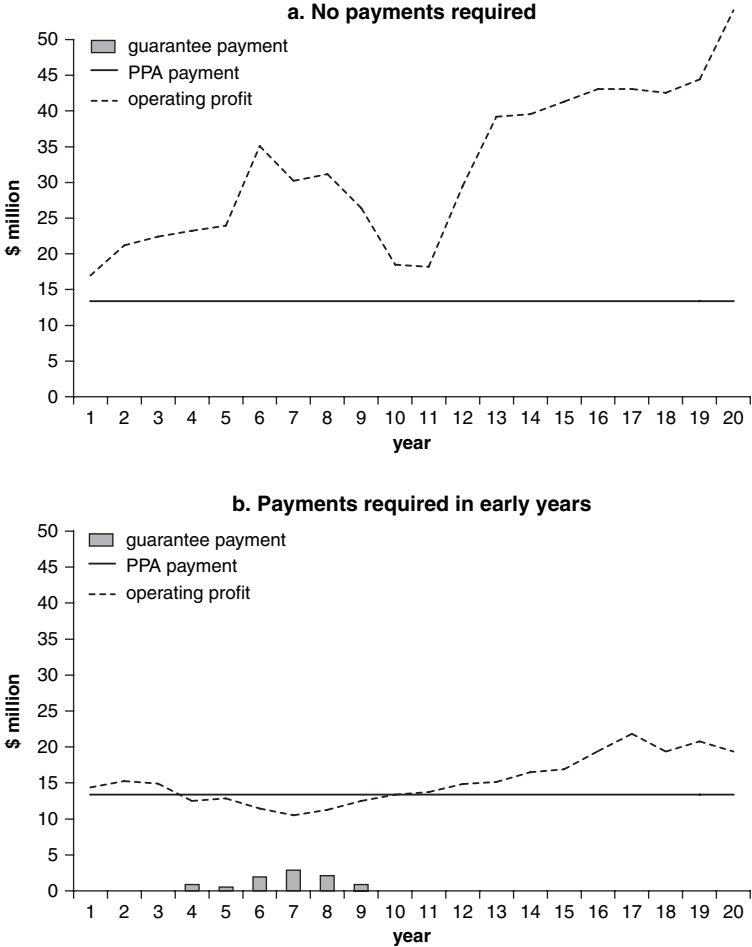 a. No payments required
50
45
40
35
30
25
20
15
10
5
0
$ million
guarantee payment
PPA payment
operating profit
1 2 3 4 5 6 7 8 9 10 11 12 13 14 15 16 17 18 19 20
year
b. Payments required in early years
50
45
40
35
30
25
20
15
10
5
0
$ million
guarantee payment
PPA payment
operating profit
1 2 3 4 5 6 7 8 9 10 11 12 13 14 15 16 17 18 19 20
year